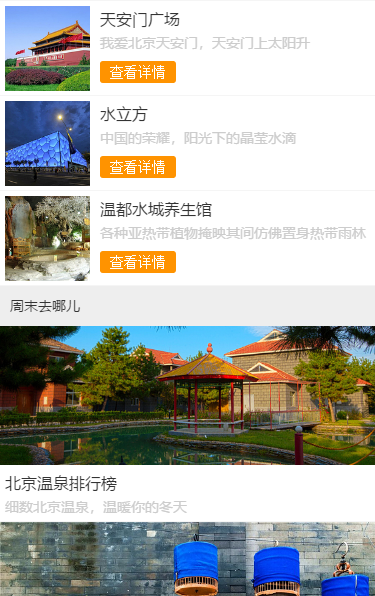 天安门广场
我爱北京天安门，天安门上太阳升
查看详情
水立方
中国的荣耀，阳光下的晶莹水滴
查看详情
温都水城养生馆
各种亚热带植物掩映其间仿佛置身热带雨林
查看详情
周末去哪儿
北京温泉排行榜
细数北京温泉，温暖你的冬天